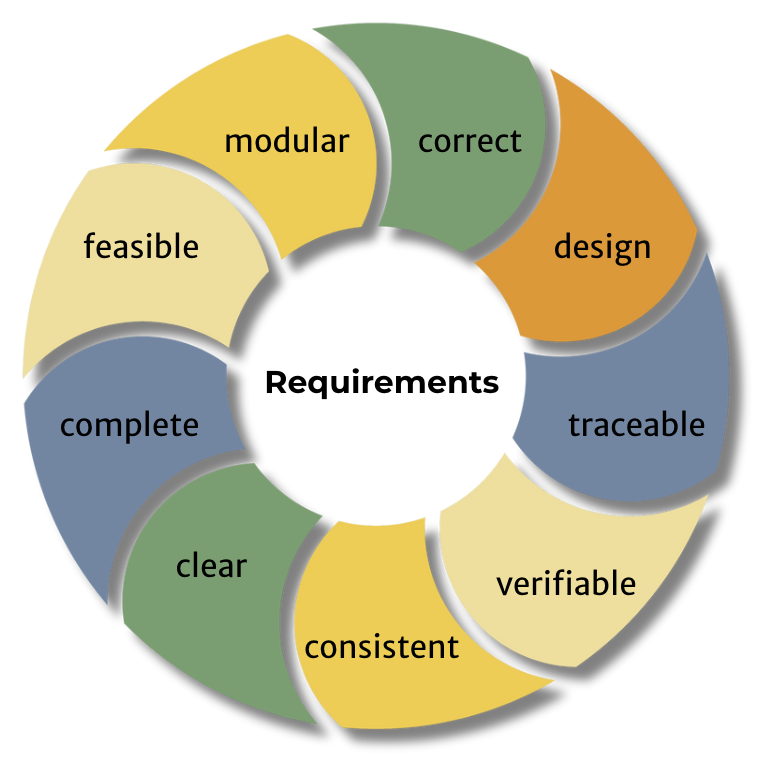 modular
correct
feasible
design
Requirements
complete
traceable
clear
verifiable
consistent